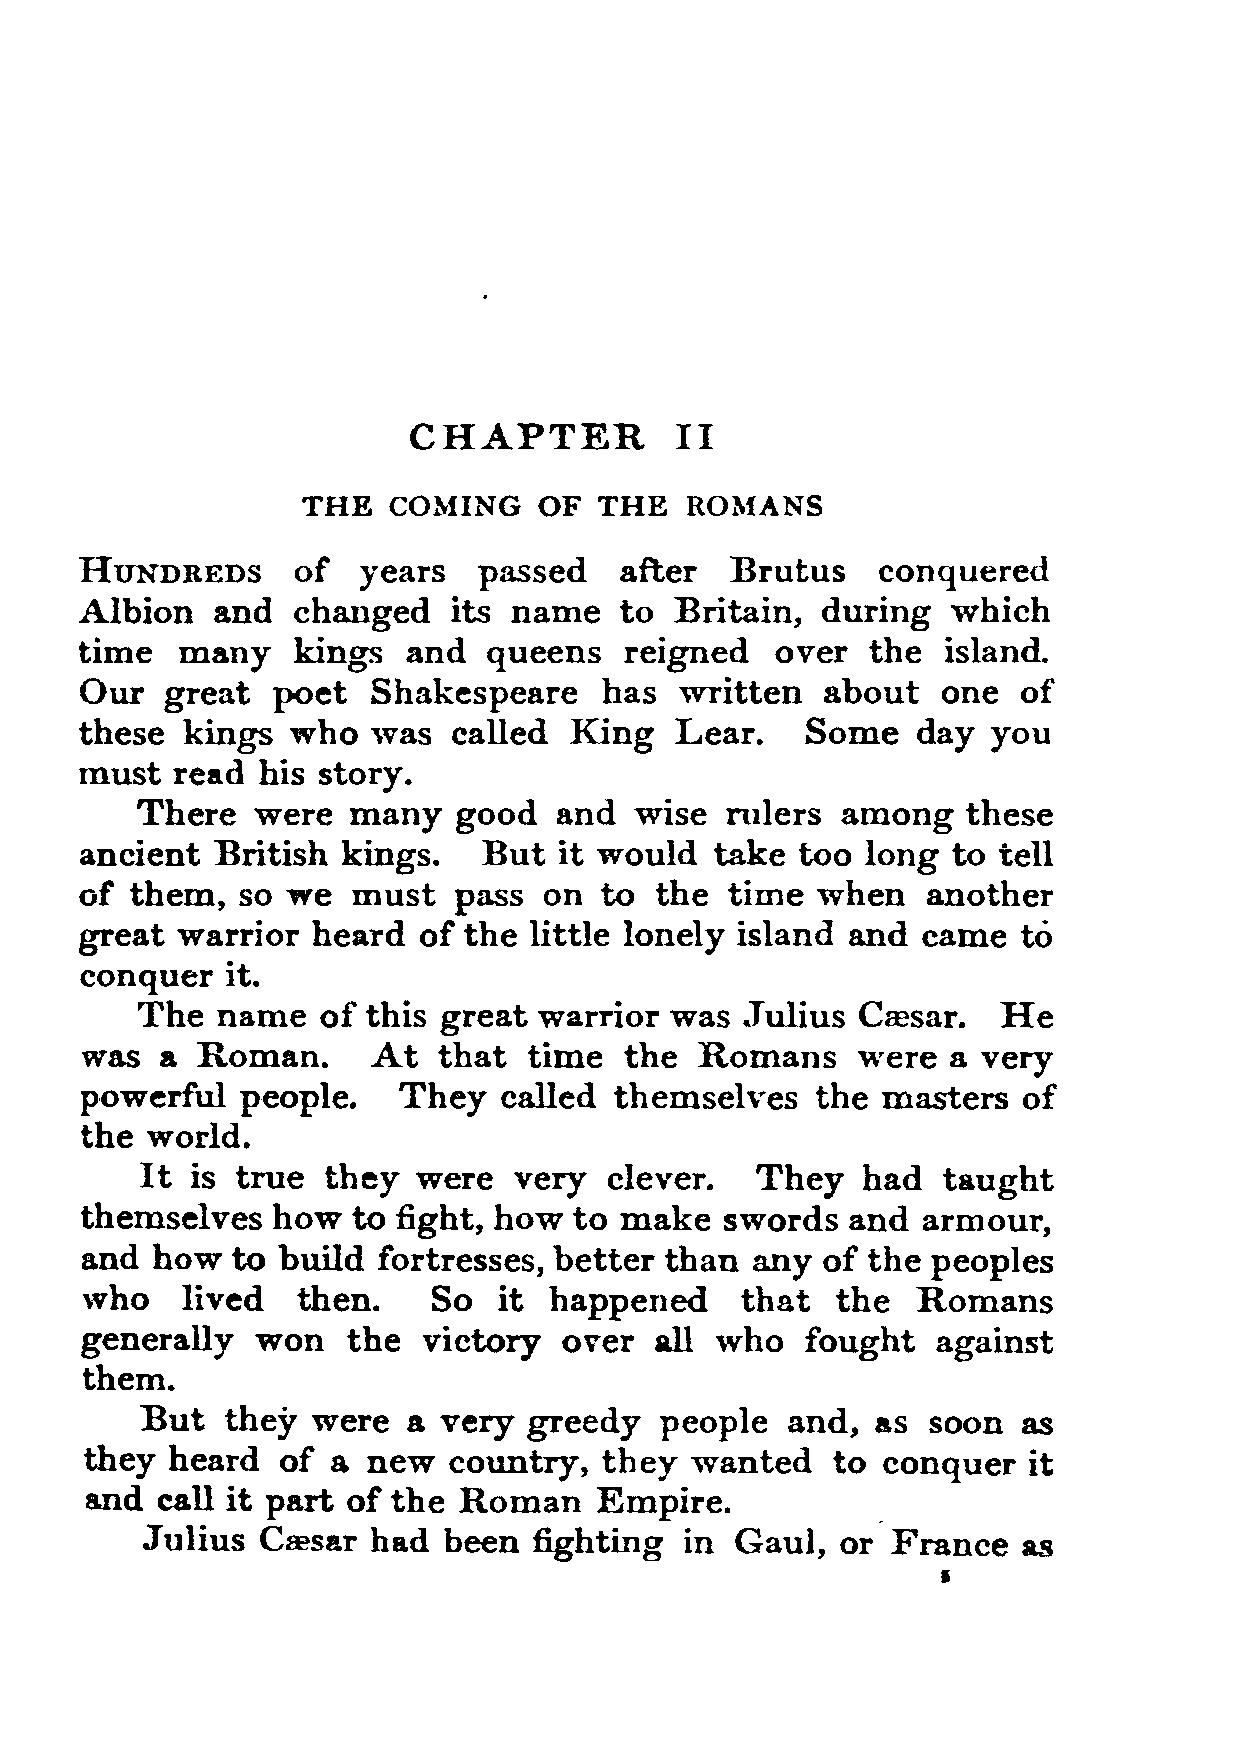 CHAPTER II
THE COMING OF THE ROMANS
HUNDREDS of years passed after Brutus conquered
Albion and changed its name to Britain, during which
time many kings and queens reigned over the island.
Our great poet Shakespeare has written about one of
these kings who was called King Lear. Some day you
must read his story.
There were many good and wise rulers among these
ancient British kings. But it would take too long to tell
of them, so we must pass on to the time when another
great warrior heard of the little lonely island and came to
conquer it.
The name of this great warrior was Julius Cæsar. He
was a Roman. At that time the Romans were a very
powerful people. They called themselves the masters of
the world.
It is true they were very clever. They had taught
themselves how to fight, how to make swords and armour,
and how to build fortresses, better than any of the peoples
who lived then. So it happened that the Romans
generally won the victory over all who fought against
them.
But they were a very greedy people and, as soon as
they heard of a new country, they wanted to conquer it
and call it part of the Roman Empire.
Julius Cæsar had been fighting in Gaul, or France as